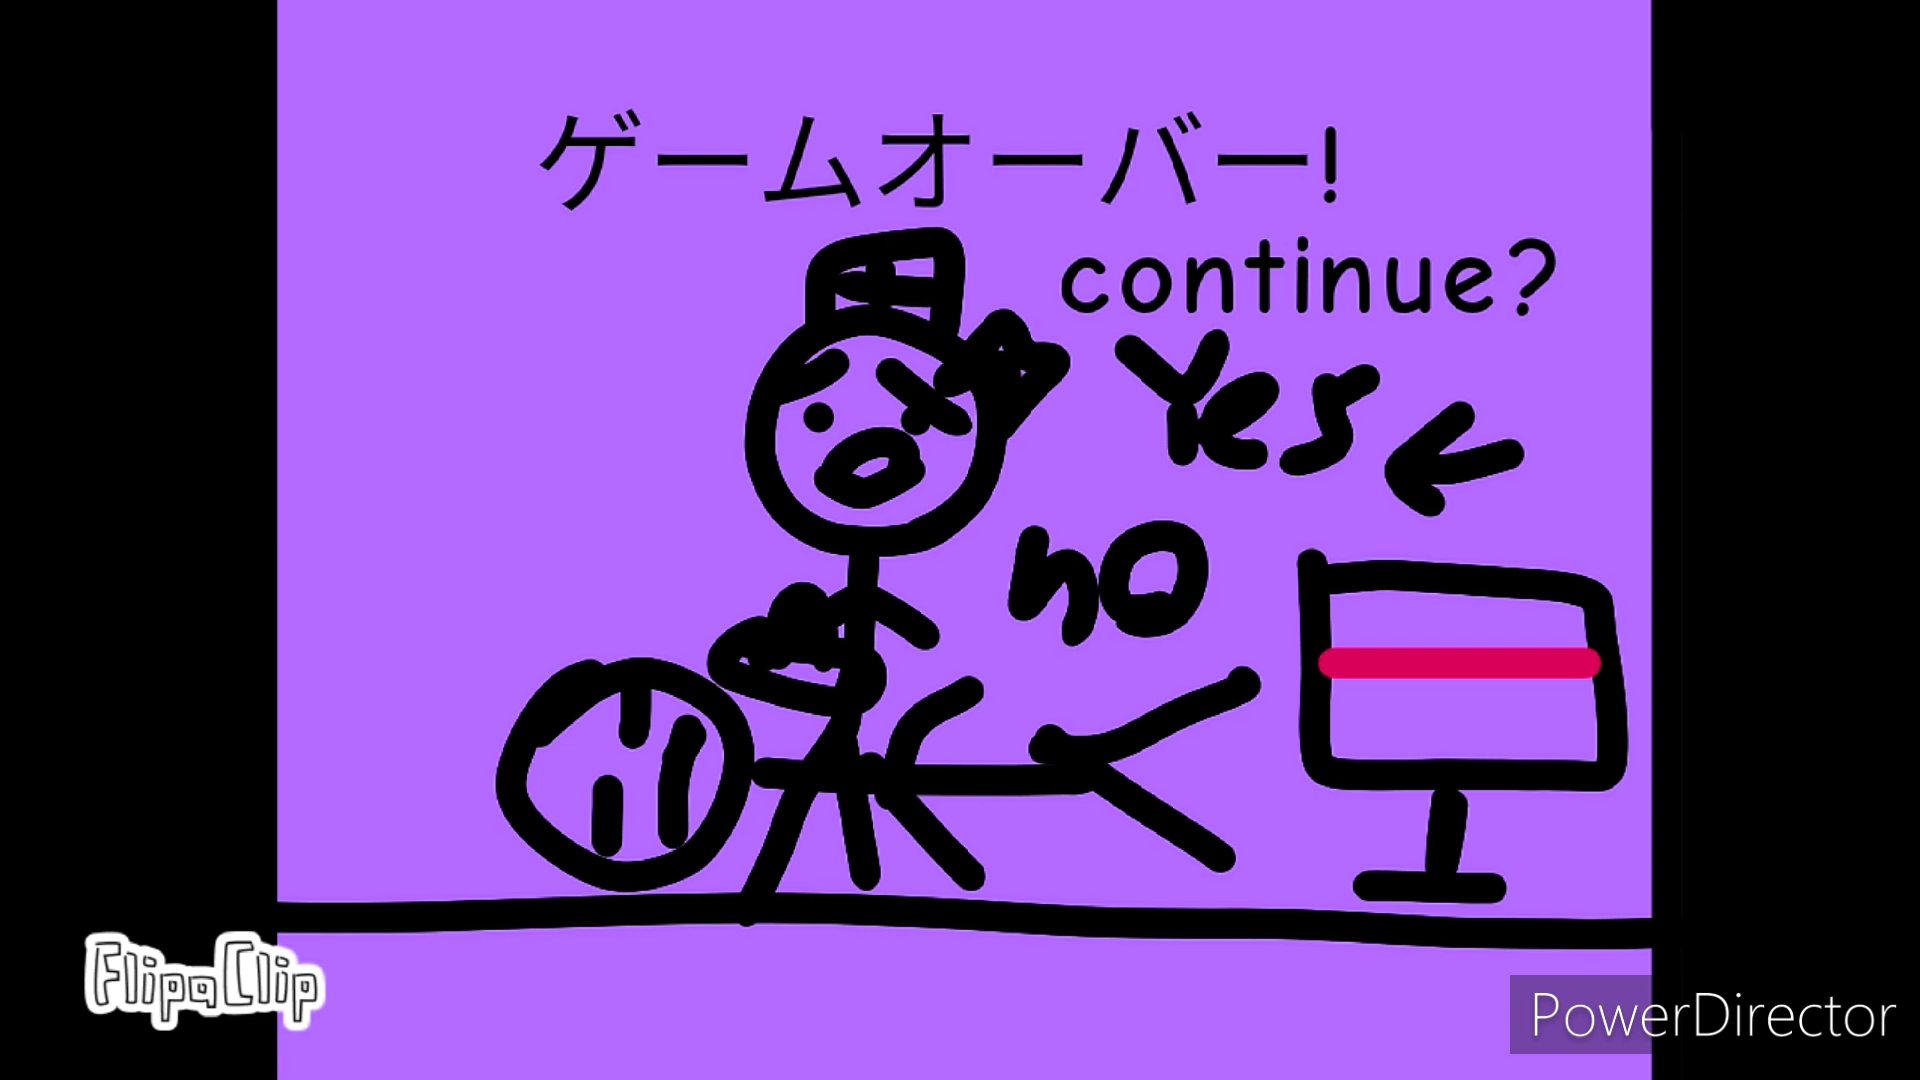 ゲームオーバー!
continue?
Yes
no
FlipaClip
PowerDirector